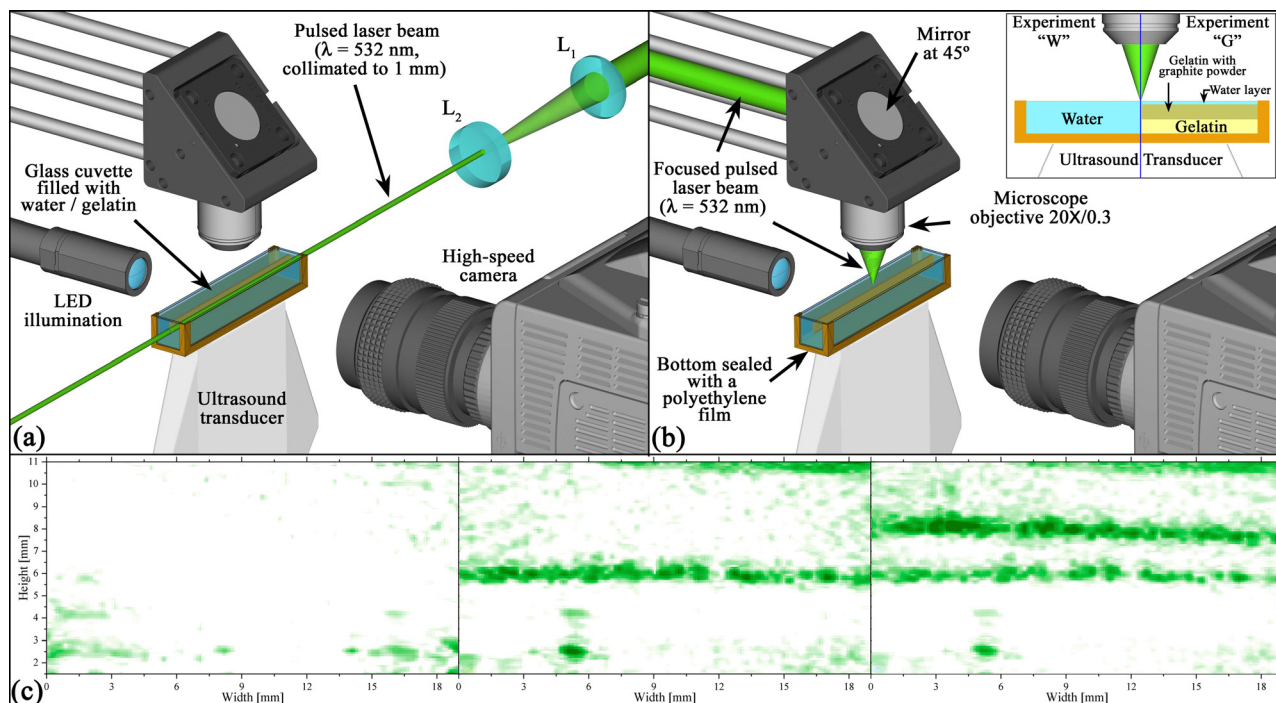 Pulsed laser beam
(λ = 532 nm,
collimated to 1 mm)
L1
L2
Glass cuvette
filled with
water / gelatin
High-speed
camera
LED
illumination
Ultrasound
transducer
(a)
Mirror
at 45º
Experiment
“W”
Experiment
“G”
Gelatin with
graphite powder
Water layer
Water
Gelatin
Ultrasound Transducer
Focused pulsed
laser beam
(λ = 532 nm)
Microscope
objective 20X/0.3
Bottom sealed
with a
polyethylene
film
(b)
Height [mm]
11
10
9
8
7
6
5
4
3
2
0 3 6 9 12 15 18
Width [mm]
0 3 6 9 12 15 18
Width [mm]
0 3 6 9 12 15 18
Width [mm]
(c)